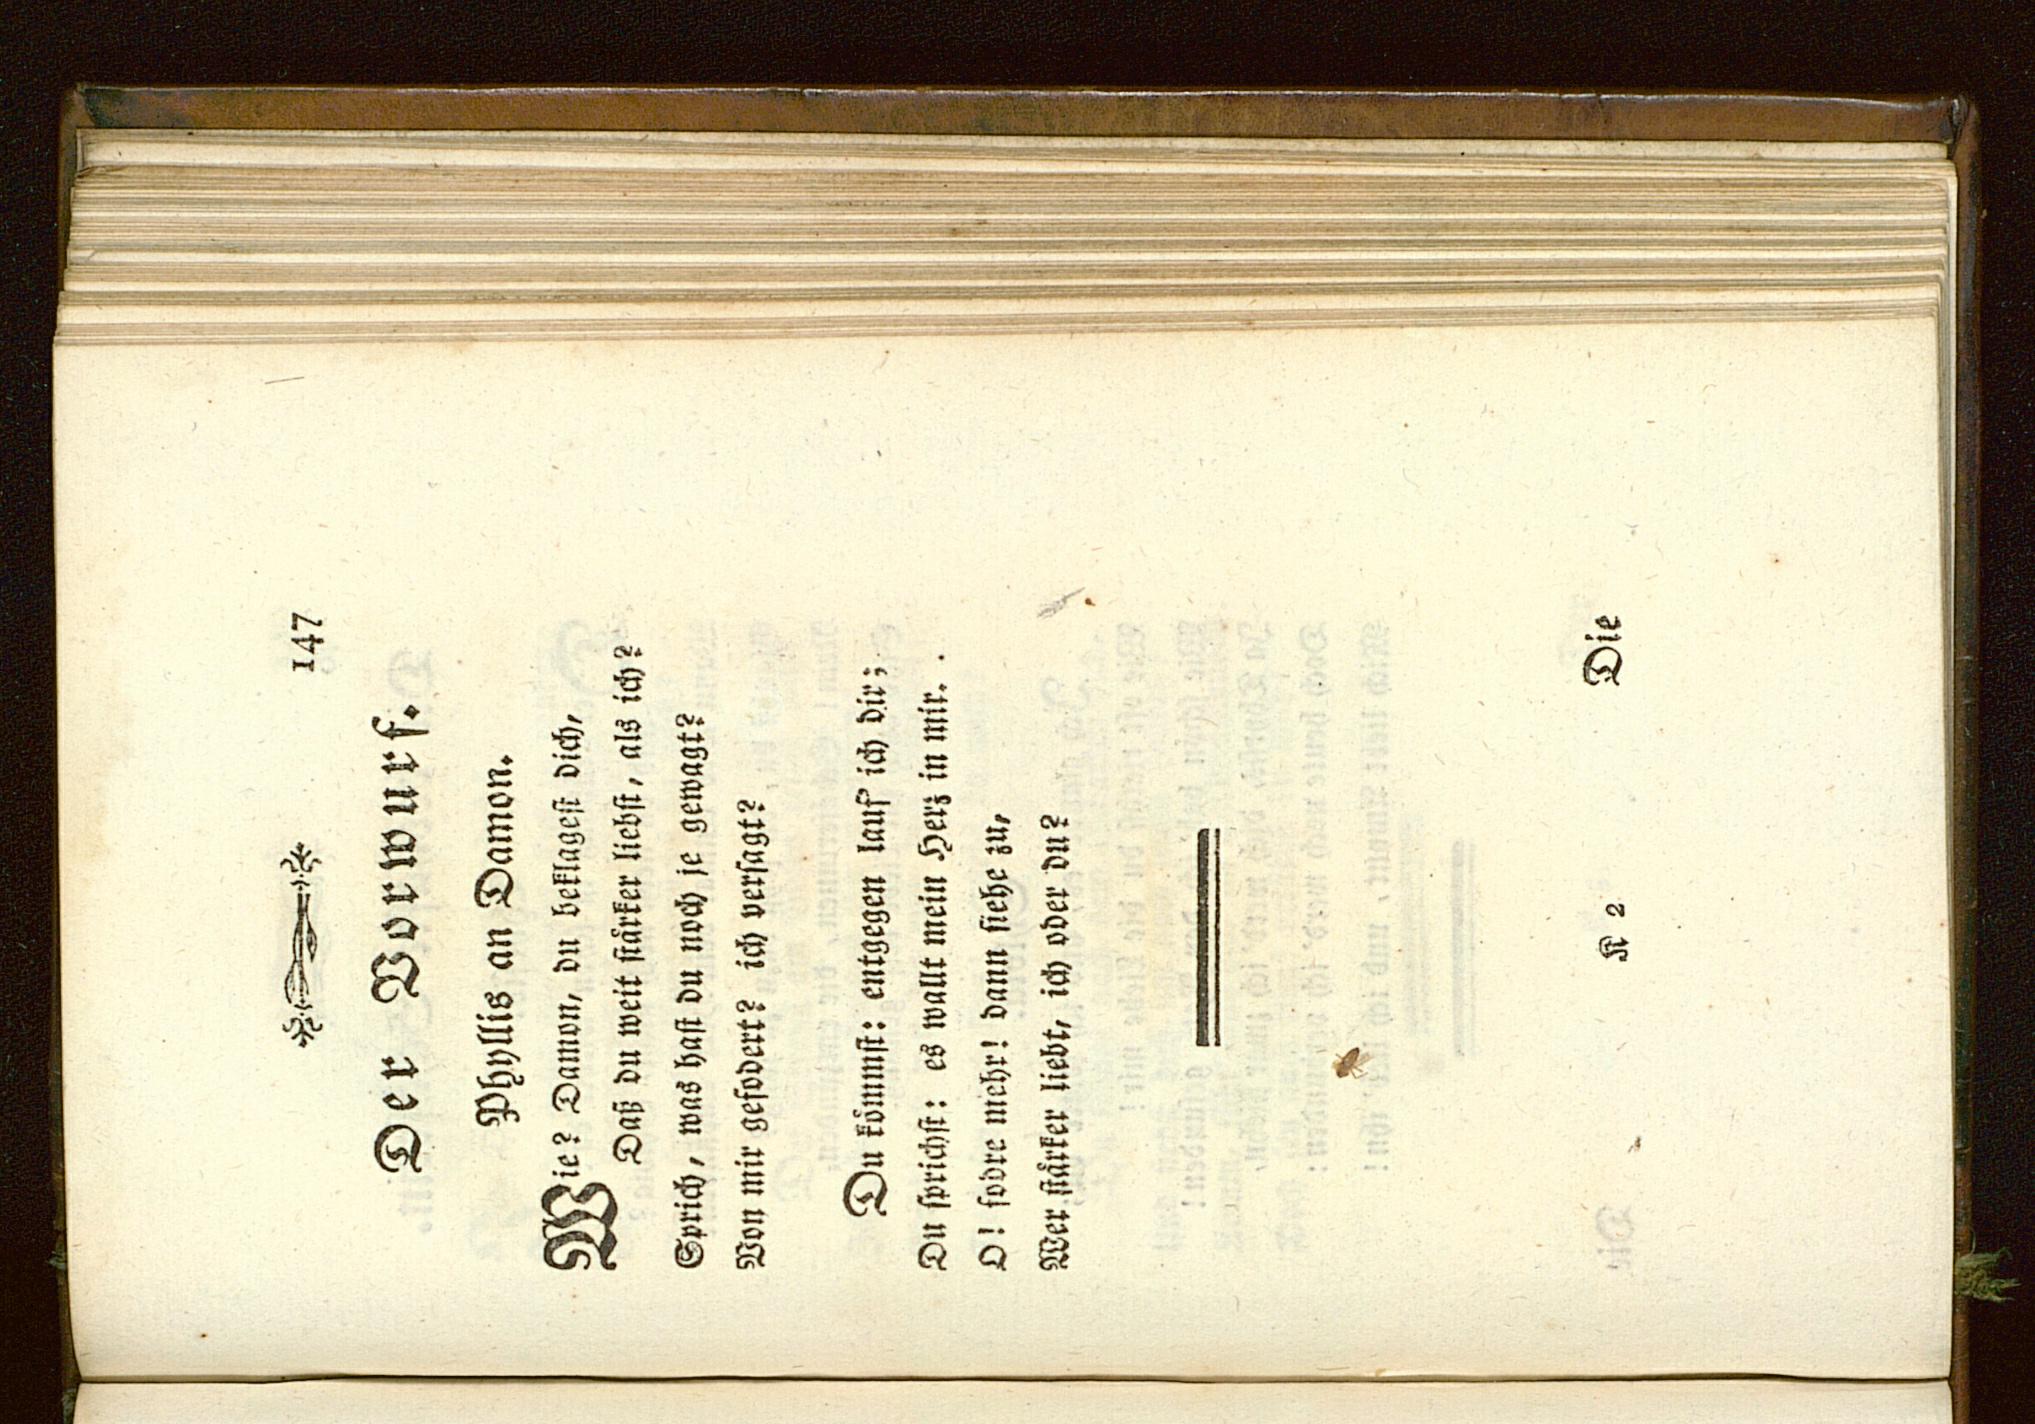 147
Der Vorwurf.
Phyllis an Damon.
Wie? Damon, du beklagest dich,
Daß du weit stärker liebst, als ich?
Sprich, was hast du noch je gewagt?
Von mir gefodert? ich versagt?
Du kömmst: entgegen lauf' ich dir;
Du sprichst: es wallt mein Herz in mir.
O! fodre mehr! dann siehe zu,
Wer stärker liebt, ich oder du?
K 2
Die